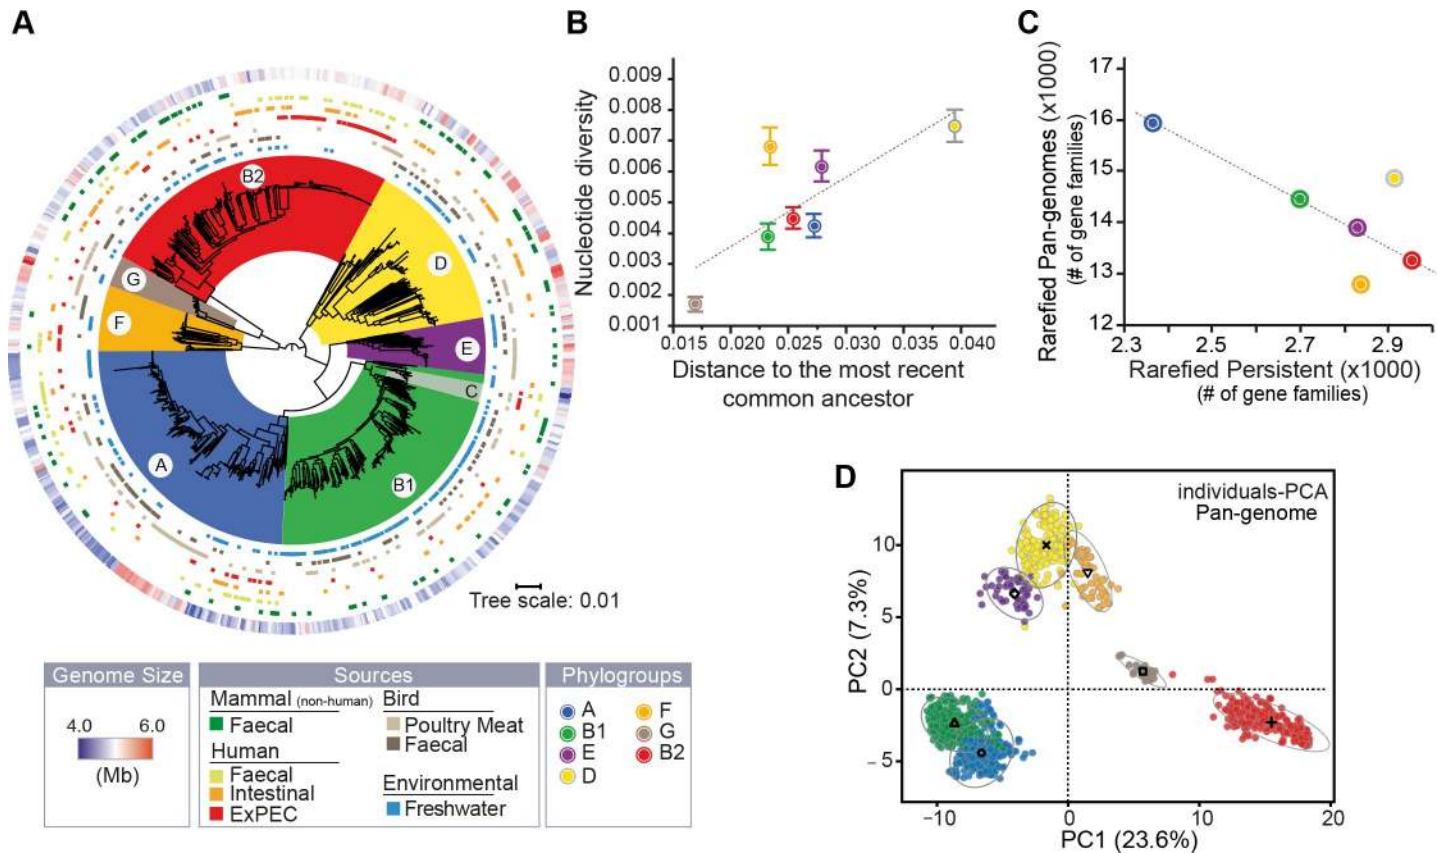 A
B2
G
F
D
E
C
A
B1
Tree scale: 0.01
Genome Size
4.0 6.0
(Mb)
Sources
Mammal (non-human)
Faecal
Human
Faecal
Intestinal
ExPEC
Bird
Poultry Meat
Faecal
Environmental
Freshwater
Phylogroups
A
B1
E
D
F
G
B2
B
Nucleotide diversity
0.009
0.008
0.007
0.006
0.005
0.004
0.003
0.002
0.001
0.015 0.020 0.025 0.030 0.035 0.040
Distance to the most recent
common ancestor
C
Rarefied Pan-genomes (x1000)
(# of gene families)
17
16
15
14
13
12
2.3 2.5 2.7 2.9
Rarefied Persistent (x1000)
(# of gene families)
D
individuals-PCA
Pan-genome
PC2 (7.3%)
10
5
0
-5
-10 0 10 20
PC1 (23.6%)